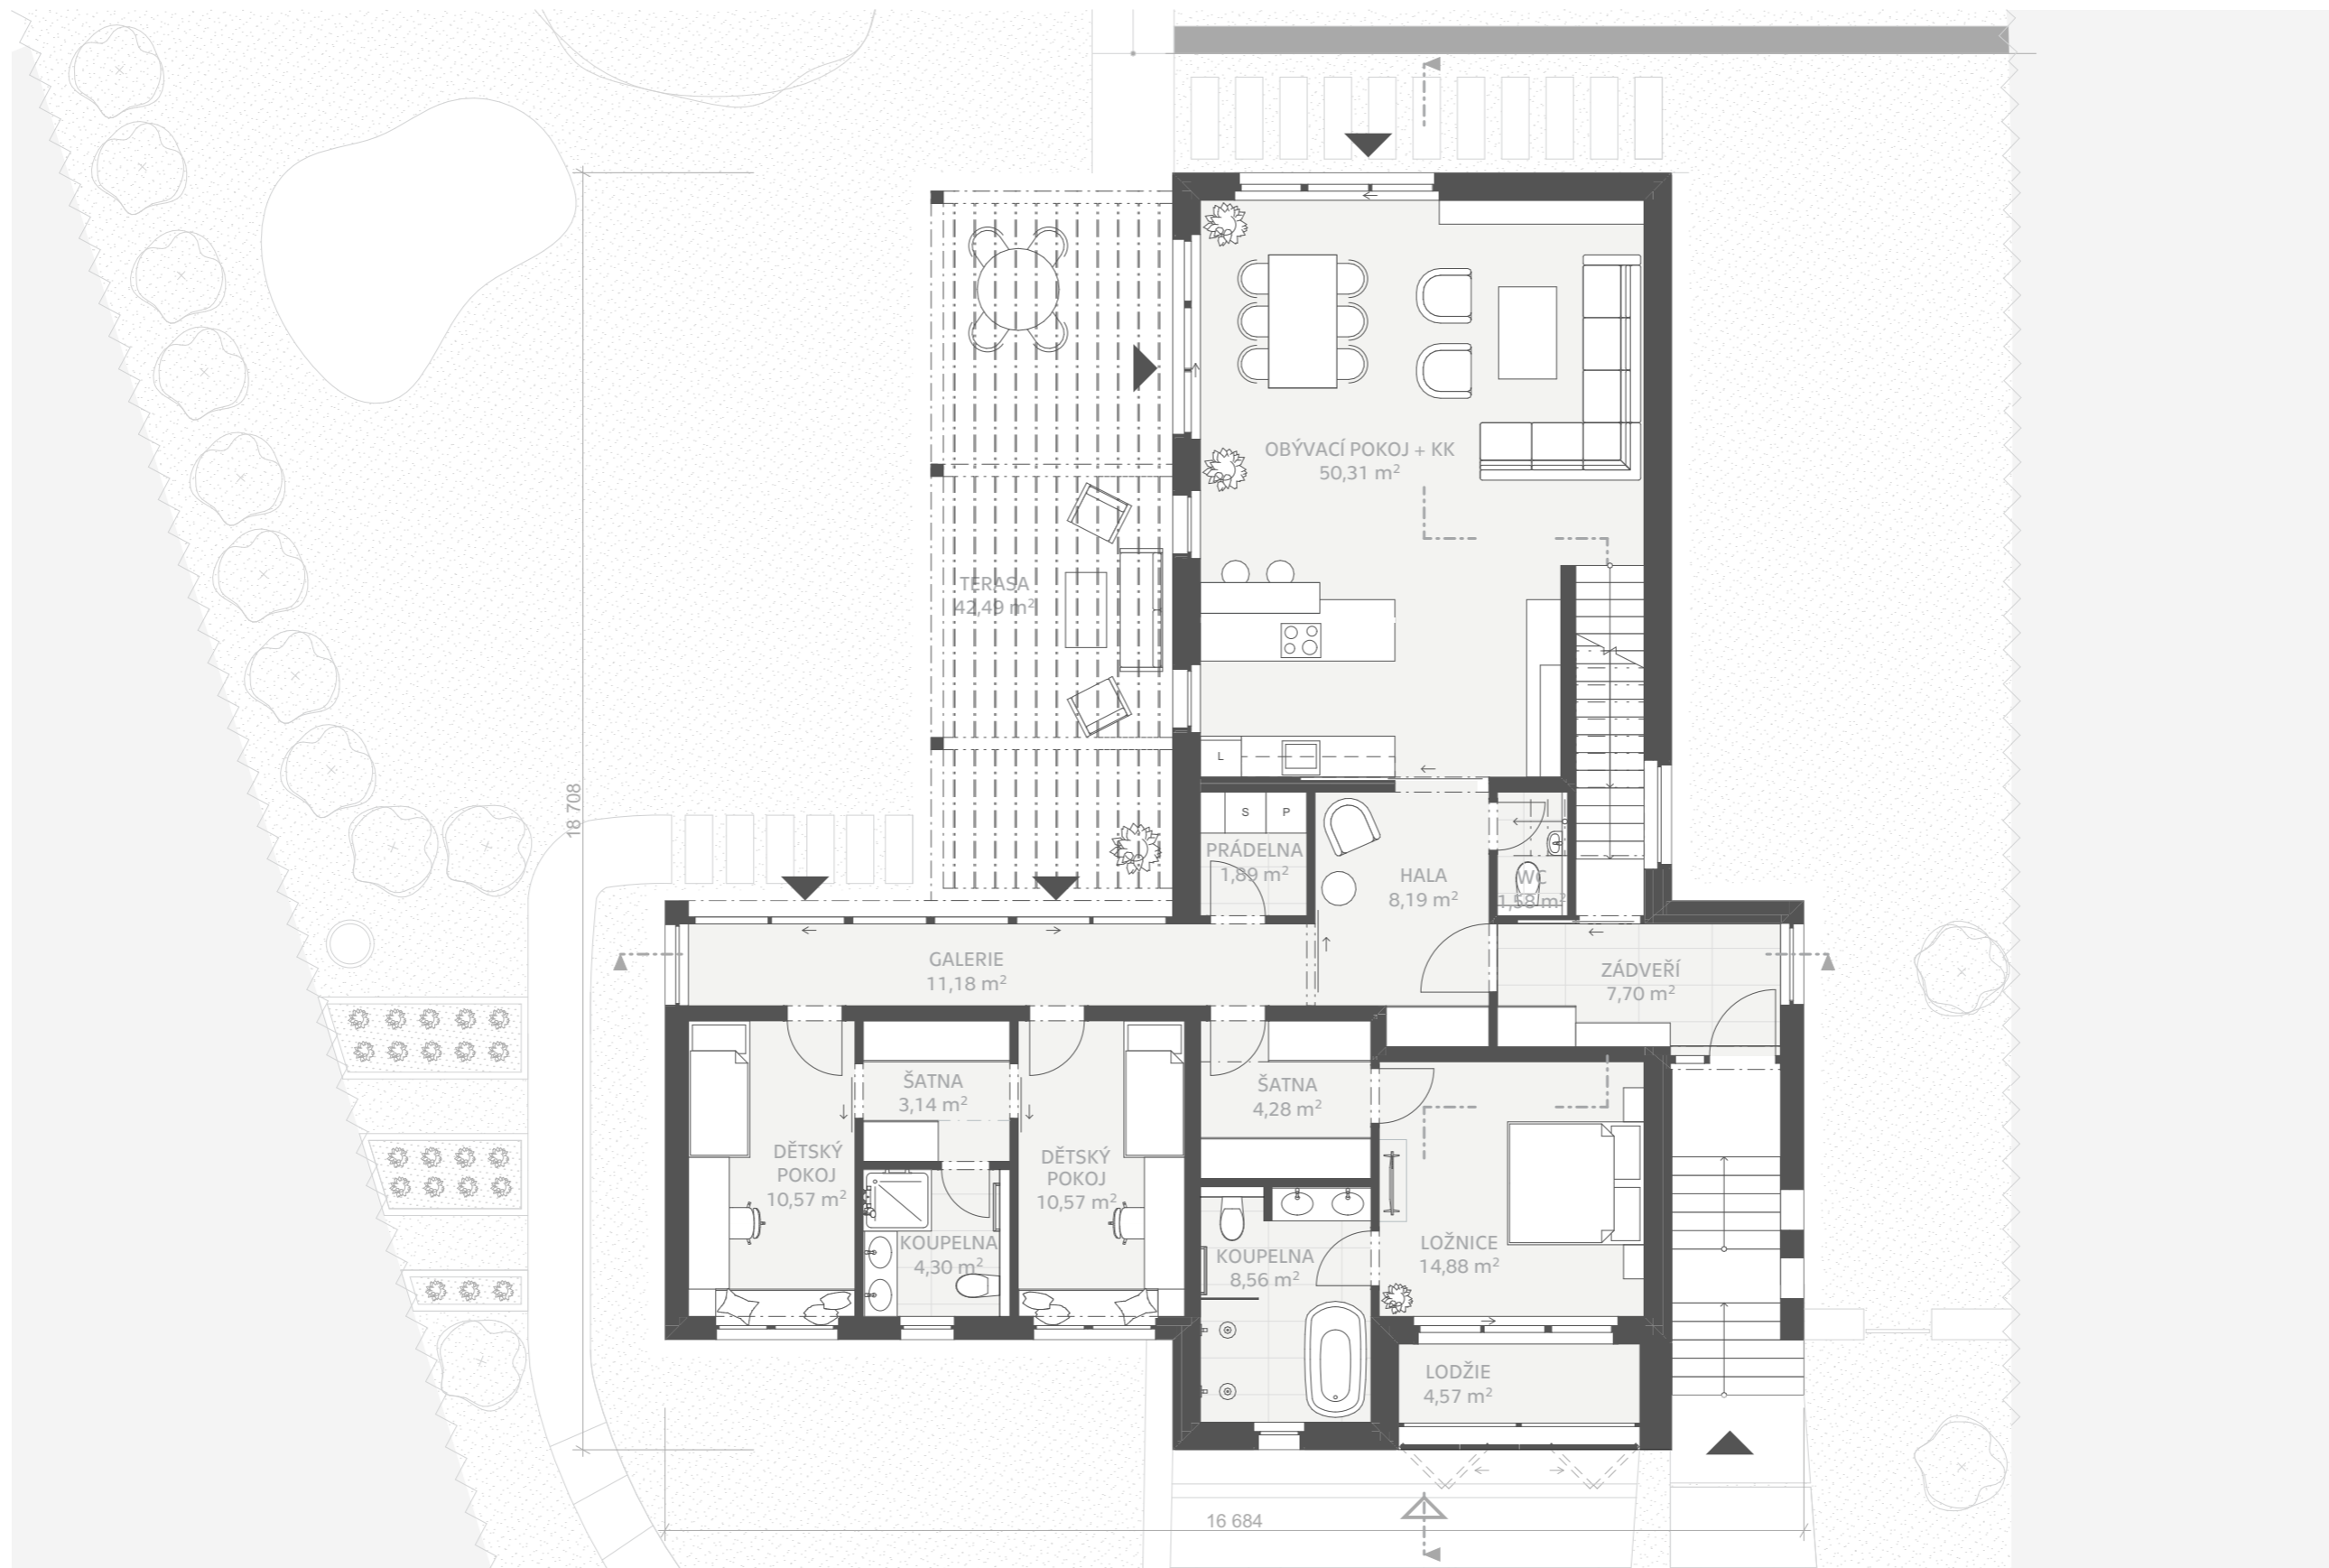 OBÝVACÍ POKOJ + KK
50,31 m²
TERASA
42,49 m²
L
18 708
S
P
PRÁDELNA
1,89 m²
HALA
8,19 m²
WC
1,58 m²
GALERIE
11,18 m²
ZÁDVEŘÍ
7,70 m²
ŠATNA
3,14 m²
ŠATNA
4,28 m²
DĚTSKÝ
POKOJ
10,57 m²
DĚTSKÝ
POKOJ
10,57 m²
KOUPELNA
4,30 m²
KOUPELNA
8,56 m²
LOŽNICE
14,88 m²
LODŽIE
4,57 m²
16 684